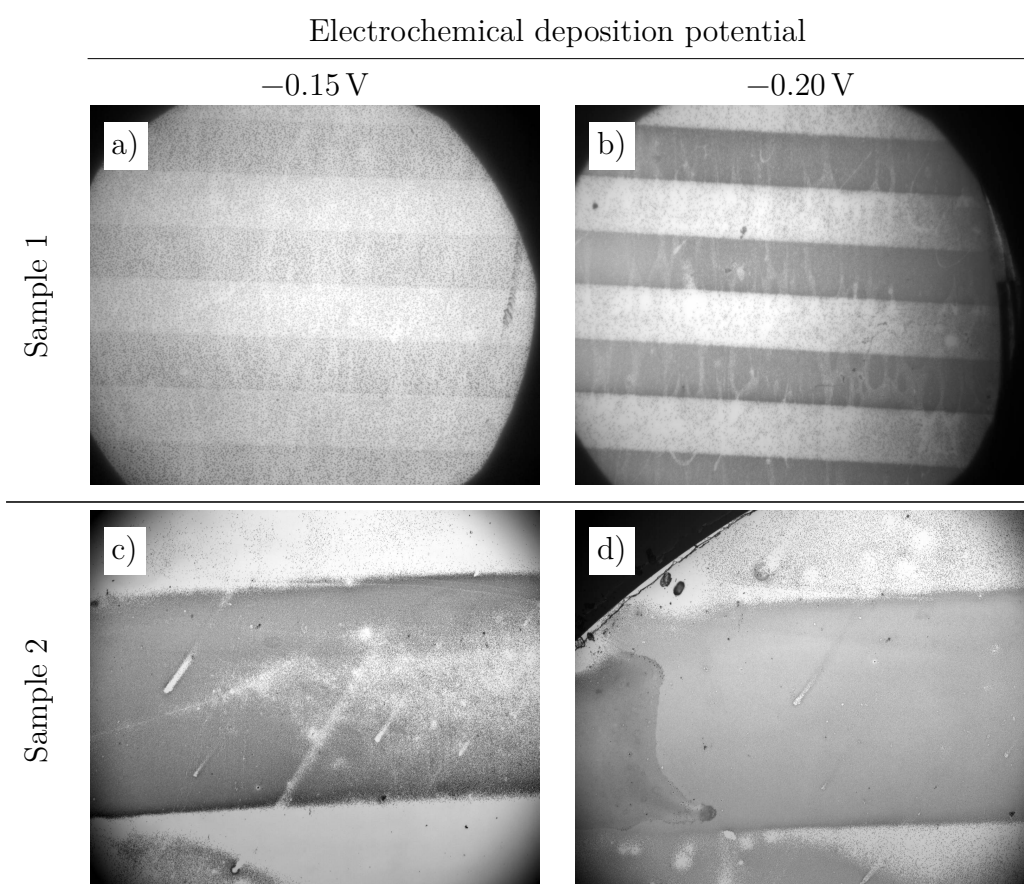 Electrochemical deposition potential
−0.15 V
−0.20 V
Sample 1
a)
b)
Sample 2
c)
d)